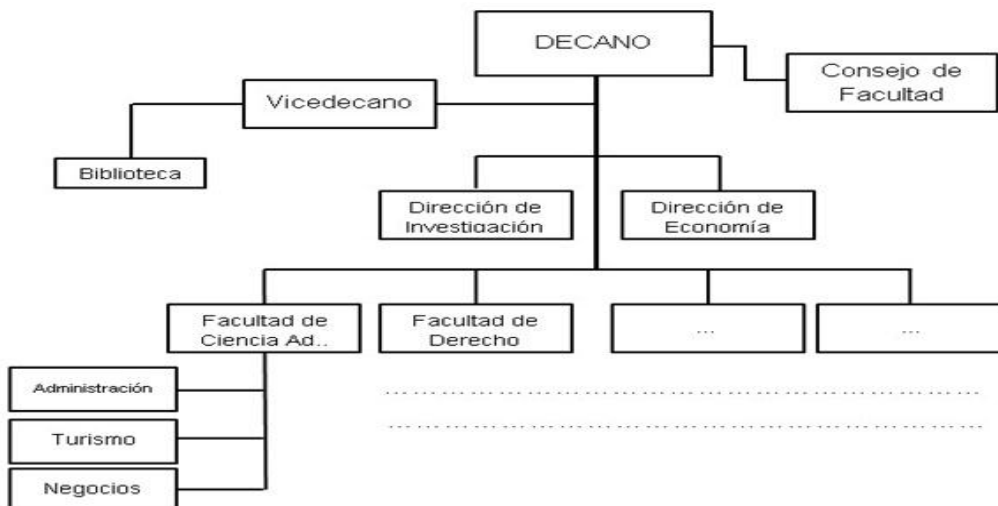 DECANO
Consejo de
Facultad
Vicedecano
Biblioteca
Dirección de
Investigación
Dirección de
Economía
Facultad de
Ciencia Ad..
Facultad de
Derecho
...
...
Administración
Turismo
Negocios